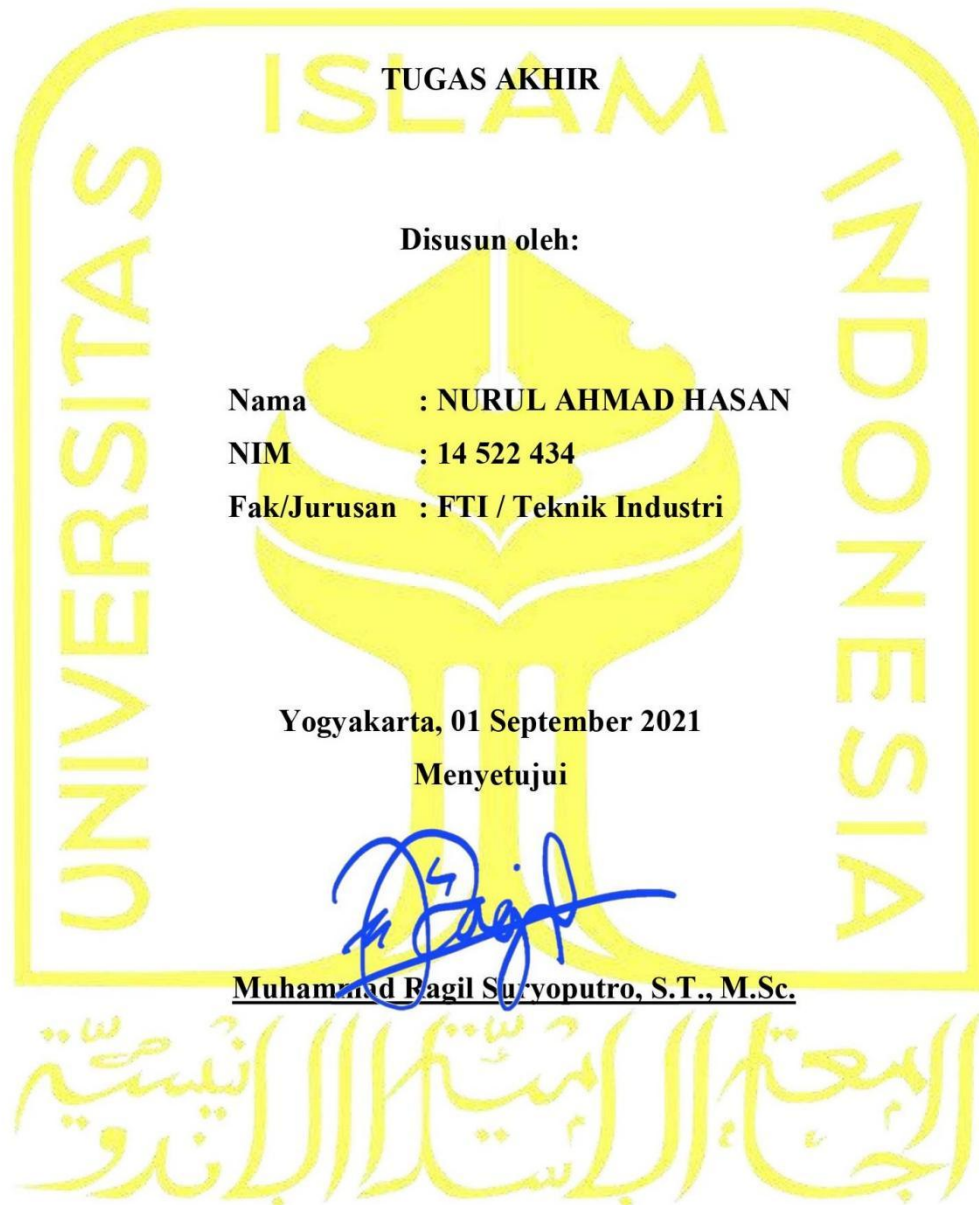 ISLAM
UNIVERSITAS
INDONESIA
TUGAS AKHIR
Disusun oleh:
Nama : NURUL AHMAD HASAN
NIM : 14 522 434
Fak/Jurusan : FTI / Teknik Industri
Yogyakarta, 01 September 2021
Menyetujui
Muhammad Ragil Suryoputro, S.T., M.Sc.